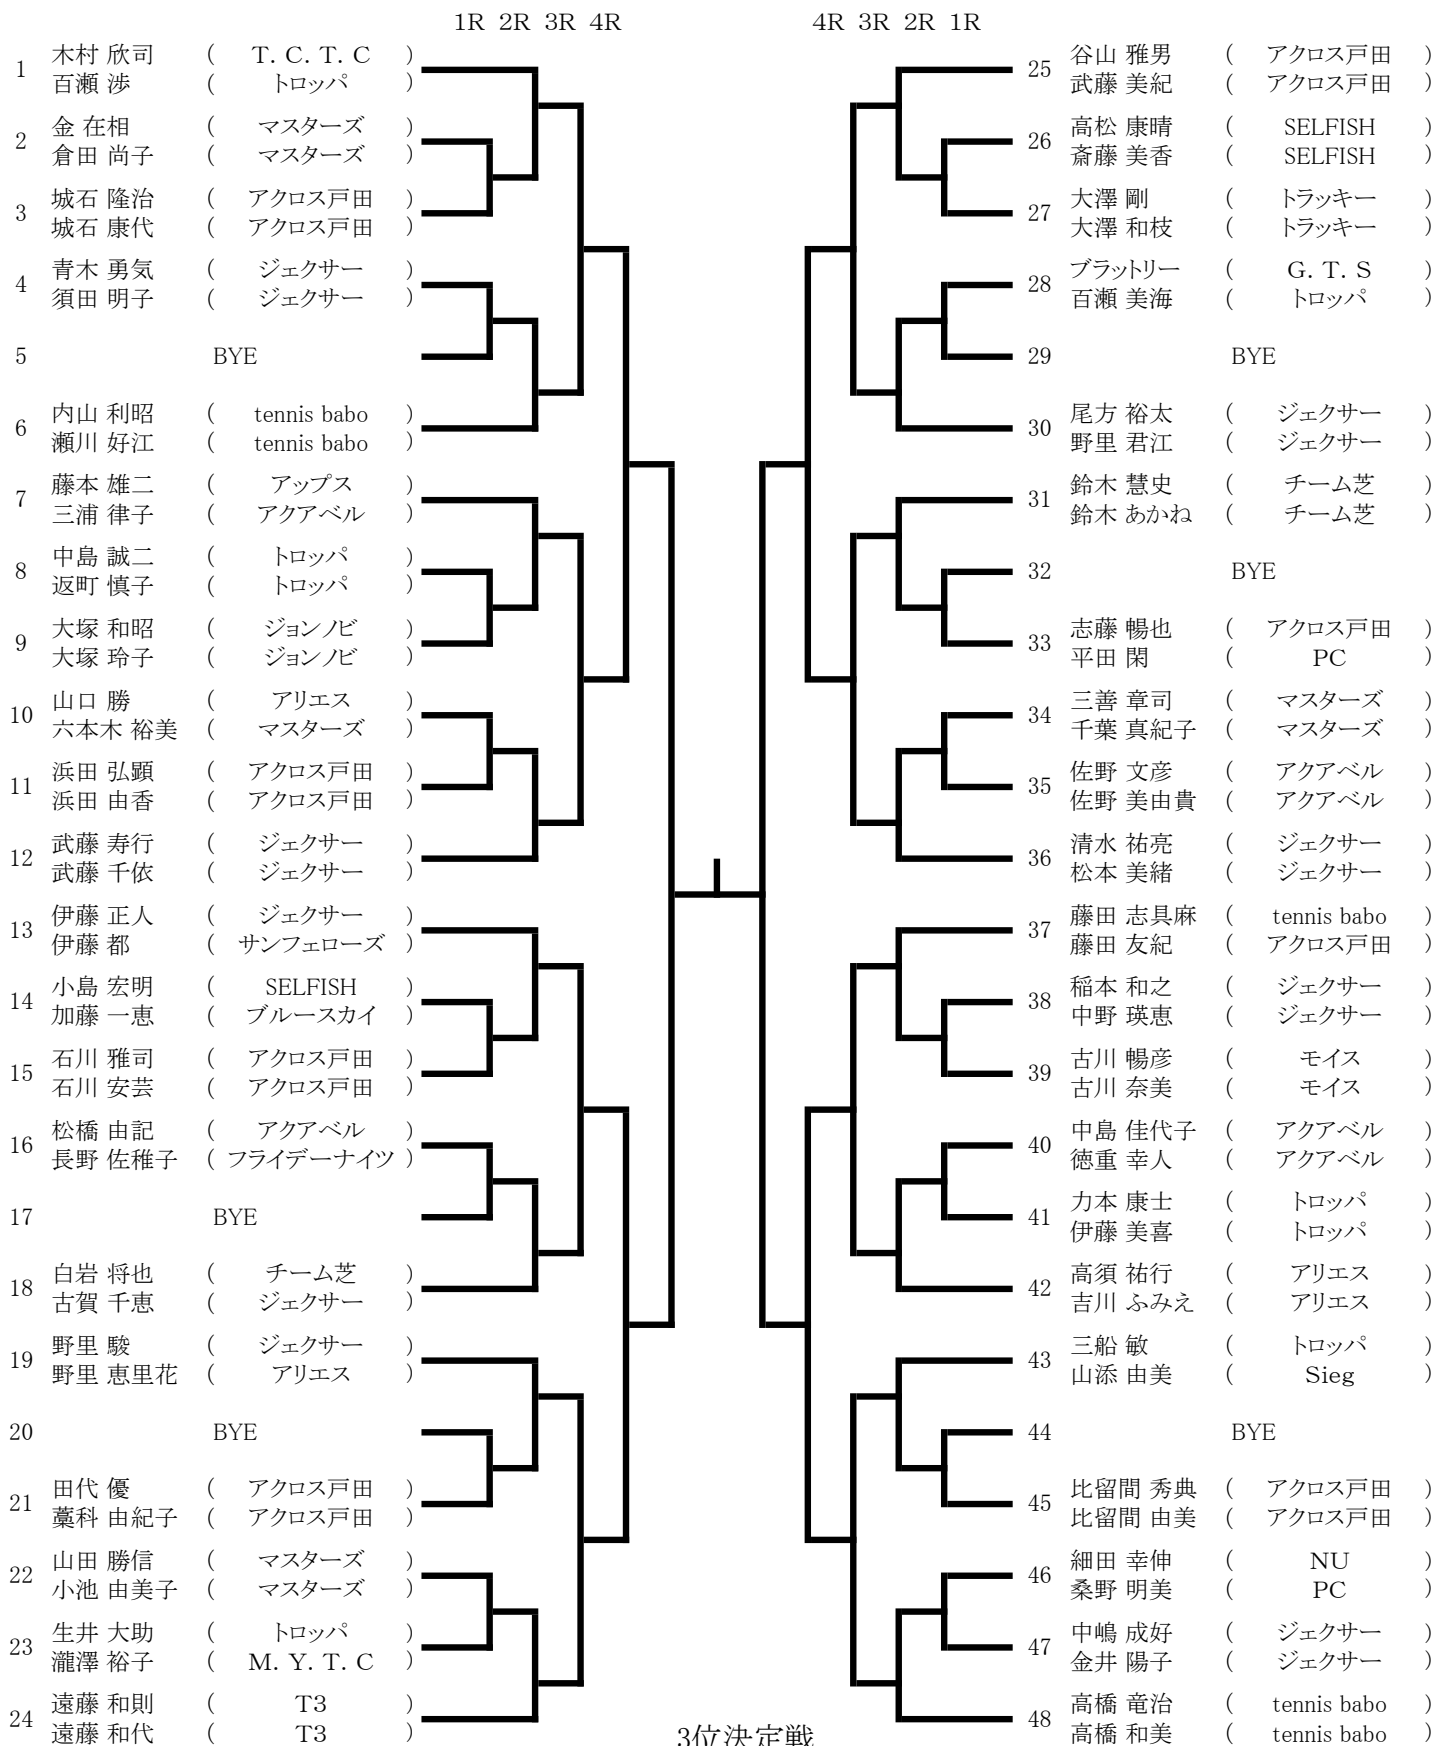 1R 2R 3R 4R
4R 3R 2R 1R
1 木村 欣司 ( T. C. T. C )
百瀬 渉 ( トロッパ )
2 金 在相 ( マスターズ )
倉田 尚子 ( マスターズ )
3 城石 隆治 ( アクロス戸田 )
城石 康代 ( アクロス戸田 )
4 青木 勇気 ( ジェクサー )
須田 明子 ( ジェクサー )
5 BYE
6 内山 利昭 ( tennis babo )
瀬川 好江 ( tennis babo )
7 藤本 雄二 ( アップス )
三浦 律子 ( アクアベル )
8 中島 誠二 ( トロッパ )
返町 慎子 ( トロッパ )
9 大塚 和昭 ( ジョンノビ )
大塚 玲子 ( ジョンノビ )
10 山口 勝 ( アリエス )
六本木 裕美 ( マスターズ )
11 浜田 弘顕 ( アクロス戸田 )
浜田 由香 ( アクロス戸田 )
12 武藤 寿行 ( ジェクサー )
武藤 千依 ( ジェクサー )
13 伊藤 正人 ( ジェクサー )
伊藤 都 ( サンフェローズ )
14 小島 宏明 ( SELFISH )
加藤 一恵 ( ブルースカイ )
15 石川 雅司 ( アクロス戸田 )
石川 安芸 ( アクロス戸田 )
16 松橋 由記 ( アクアベル )
長野 佐稚子 ( フライデーナイツ )
17 BYE
18 白岩 将也 ( チーム芝 )
古賀 千恵 ( ジェクサー )
19 野里 駿 ( ジェクサー )
野里 恵里花 ( アリエス )
20 BYE
21 田代 優 ( アクロス戸田 )
藁科 由紀子 ( アクロス戸田 )
22 山田 勝信 ( マスターズ )
小池 由美子 ( マスターズ )
23 生井 大助 ( トロッパ )
瀧澤 裕子 ( M. Y. T. C )
24 遠藤 和則 ( T3 )
遠藤 和代 ( T3 )
25 谷山 雅男 ( アクロス戸田 )
武藤 美紀 ( アクロス戸田 )
26 高松 康晴 ( SELFISH )
斎藤 美香 ( SELFISH )
27 大澤 剛 ( トラッキー )
大澤 和枝 ( トラッキー )
28 ブラットリー ( G. T. S )
百瀬 美海 ( トロッパ )
29 BYE
30 尾方 裕太 ( ジェクサー )
野里 君江 ( ジェクサー )
31 鈴木 慧史 ( チーム芝 )
鈴木 あかね ( チーム芝 )
32 BYE
33 志藤 暢也 ( アクロス戸田 )
平田 閑 ( PC )
34 三善 章司 ( マスターズ )
千葉 真紀子 ( マスターズ )
35 佐野 文彦 ( アクアベル )
佐野 美由貴 ( アクアベル )
36 清水 祐亮 ( ジェクサー )
松本 美緒 ( ジェクサー )
37 藤田 志具麻 ( tennis babo )
藤田 友紀 ( アクロス戸田 )
38 稲本 和之 ( ジェクサー )
中野 瑛恵 ( ジェクサー )
39 古川 暢彦 ( モイス )
古川 奈美 ( モイス )
40 中島 佳代子 ( アクアベル )
徳重 幸人 ( アクアベル )
41 力本 康士 ( トロッパ )
伊藤 美喜 ( トロッパ )
42 高須 祐行 ( アリエス )
吉川 ふみえ ( アリエス )
43 三船 敏 ( トロッパ )
山添 由美 ( Sieg )
44 BYE
45 比留間 秀典 ( アクロス戸田 )
比留間 由美 ( アクロス戸田 )
46 細田 幸伸 ( NU )
桑野 明美 ( PC )
47 中嶋 成好 ( ジェクサー )
金井 陽子 ( ジェクサー )
48 高橋 竜治 ( tennis babo )
高橋 和美 ( tennis babo )
3位決定戦